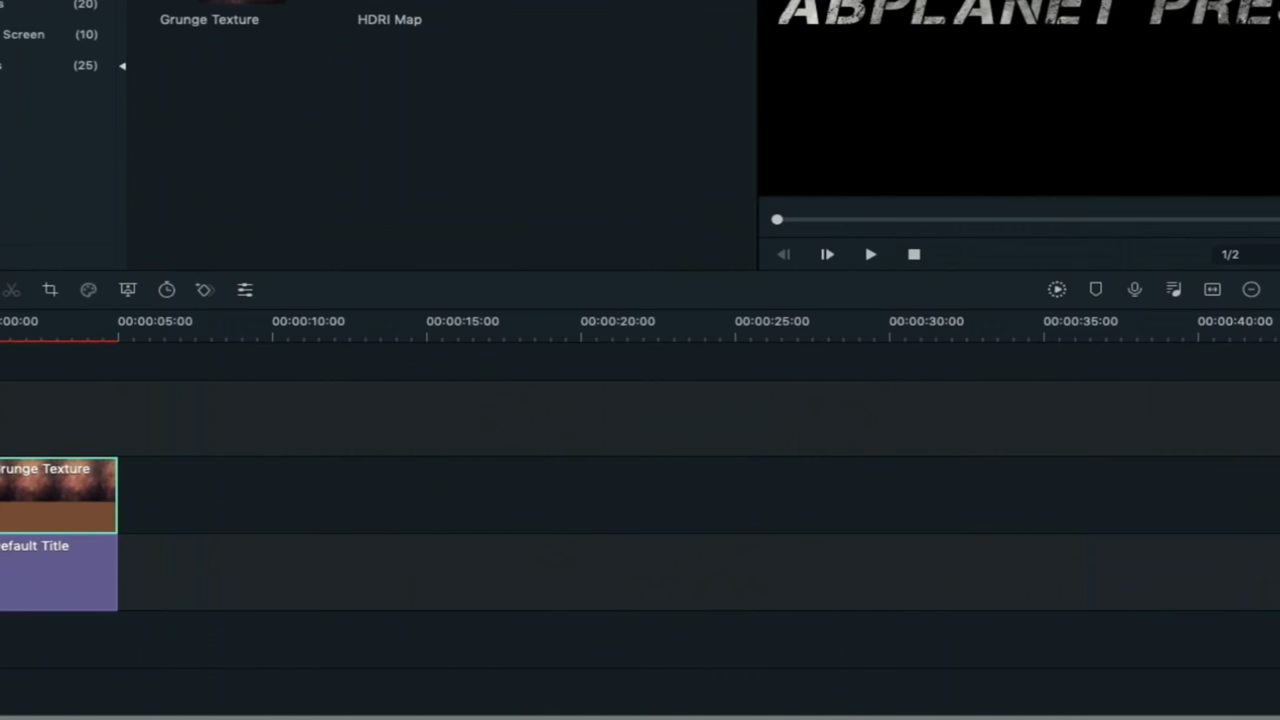 (20)
Screen (10)
(25)
Grunge Texture HDRI Map
ABPLANET PRES
1/2
:00:00 00:00:05:00 00:00:10:00 00:00:15:00 00:00:20:00 00:00:25:00 00:00:30:00 00:00:35:00 00:00:40:00
runge Texture
efault Title